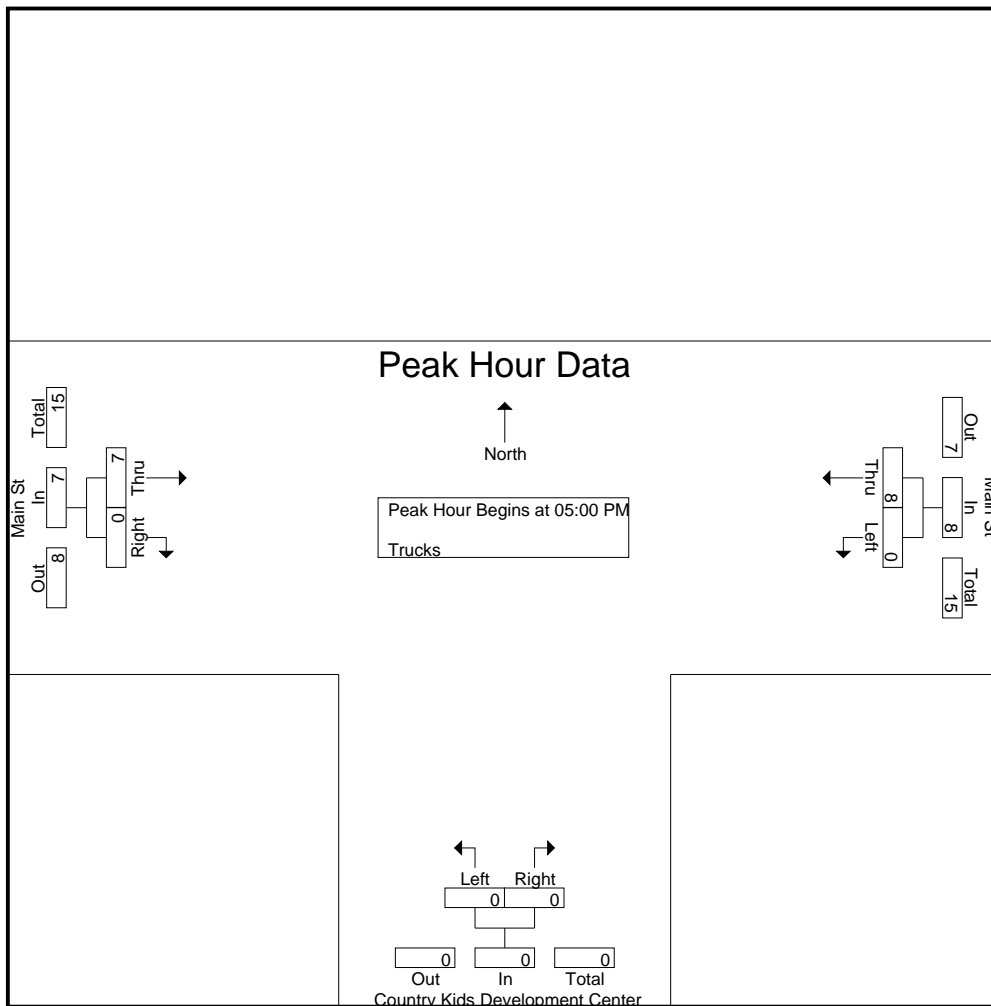 Peak Hour Data
North
Peak Hour Begins at 05:00 PM
Trucks
Main St
Total
15
In
7
Out
8
7
Thru
0
Right
Out
7
In
8
Total
15
Main St
Thru
8
Left
0
Left
Right
0
0
0
0
0
Out
In
Total
Country Kids Development Center